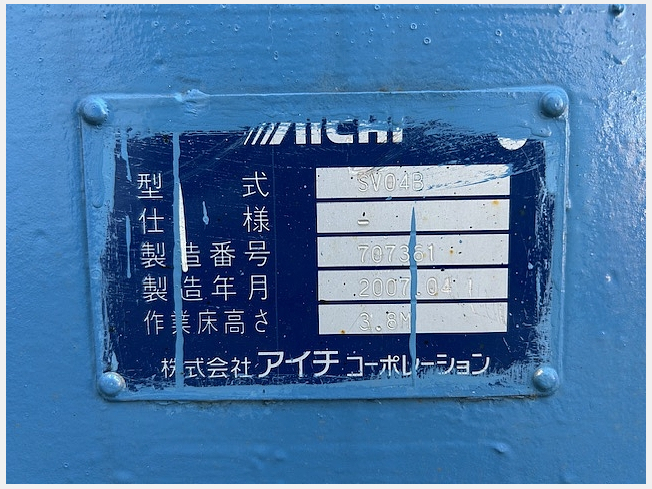 AICHI
型式 SV04B
仕様 -
製造番号 707361
製造年月 2007.04
作業床高さ 3.8M
株式会社アイチコーポレーション